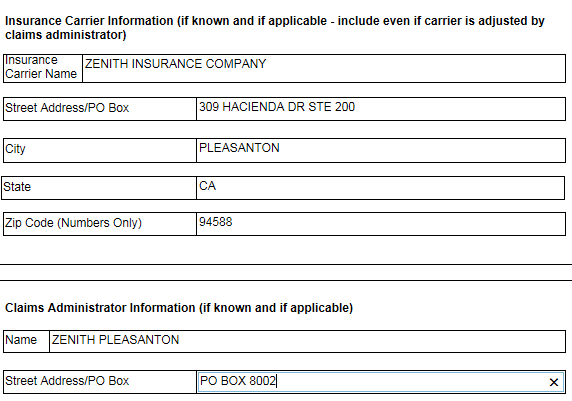 Insurance Carrier Information (if known and if applicable - include even if carrier is adjusted by
claims administrator)
Insurance
Carrier Name
ZENITH INSURANCE COMPANY
Street Address/PO Box 309 HACIENDA DR STE 200
City PLEASANTON
State CA
Zip Code (Numbers Only) 94588
Claims Administrator Information (if known and if applicable)
Name ZENITH PLEASANTON
Street Address/PO Box PO BOX 8002